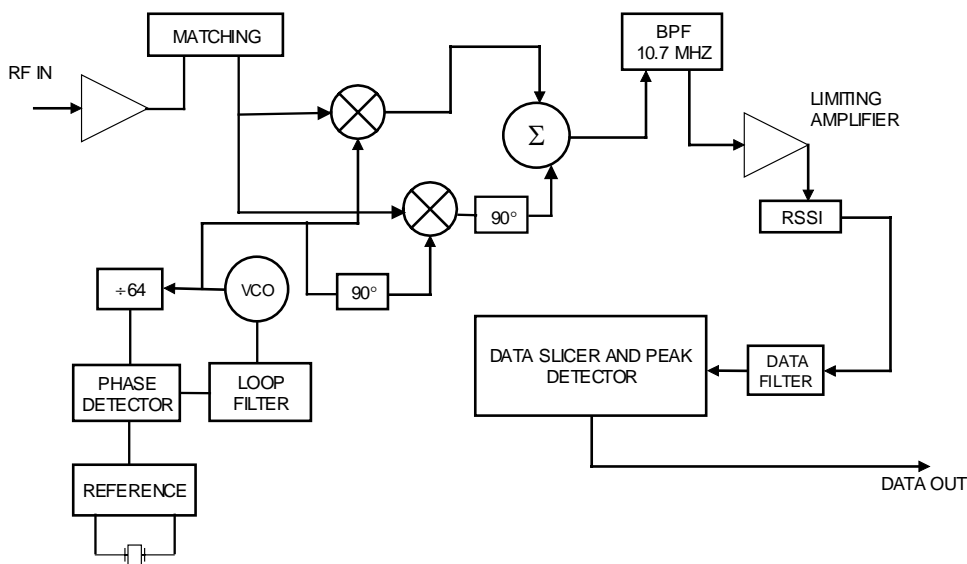 MATCHING
BPF
10.7 MHZ
RF IN
LIMITING
AMPLIFIER
Σ
90°
RSSI
÷64
VCO
90°
DATA SLICER AND PEAK
DETECTOR
DATA
FILTER
PHASE
DETECTOR
LOOP
FILTER
REFERENCE
DATA OUT